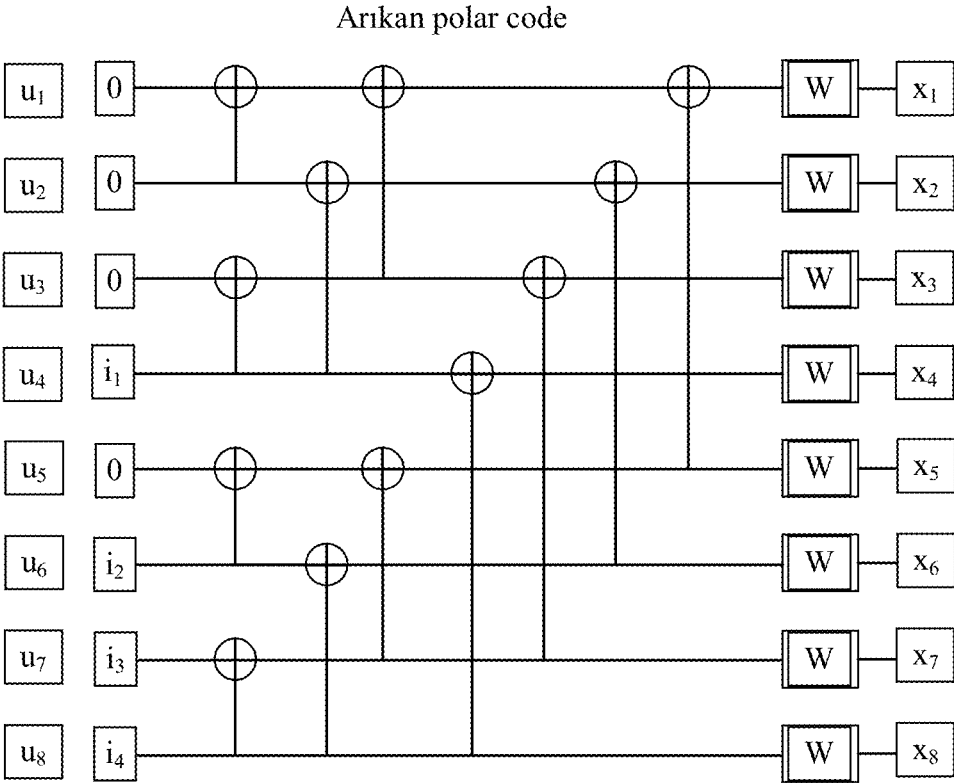 Arıkan polar code
u₁ 0 W x₁
u₂ 0 W x₂
u₃ 0 W x₃
u₄ i₁ W x₄
u₅ 0 W x₅
u₆ i₂ W x₆
u₇ i₃ W x₇
u₈ i₄ W x₈